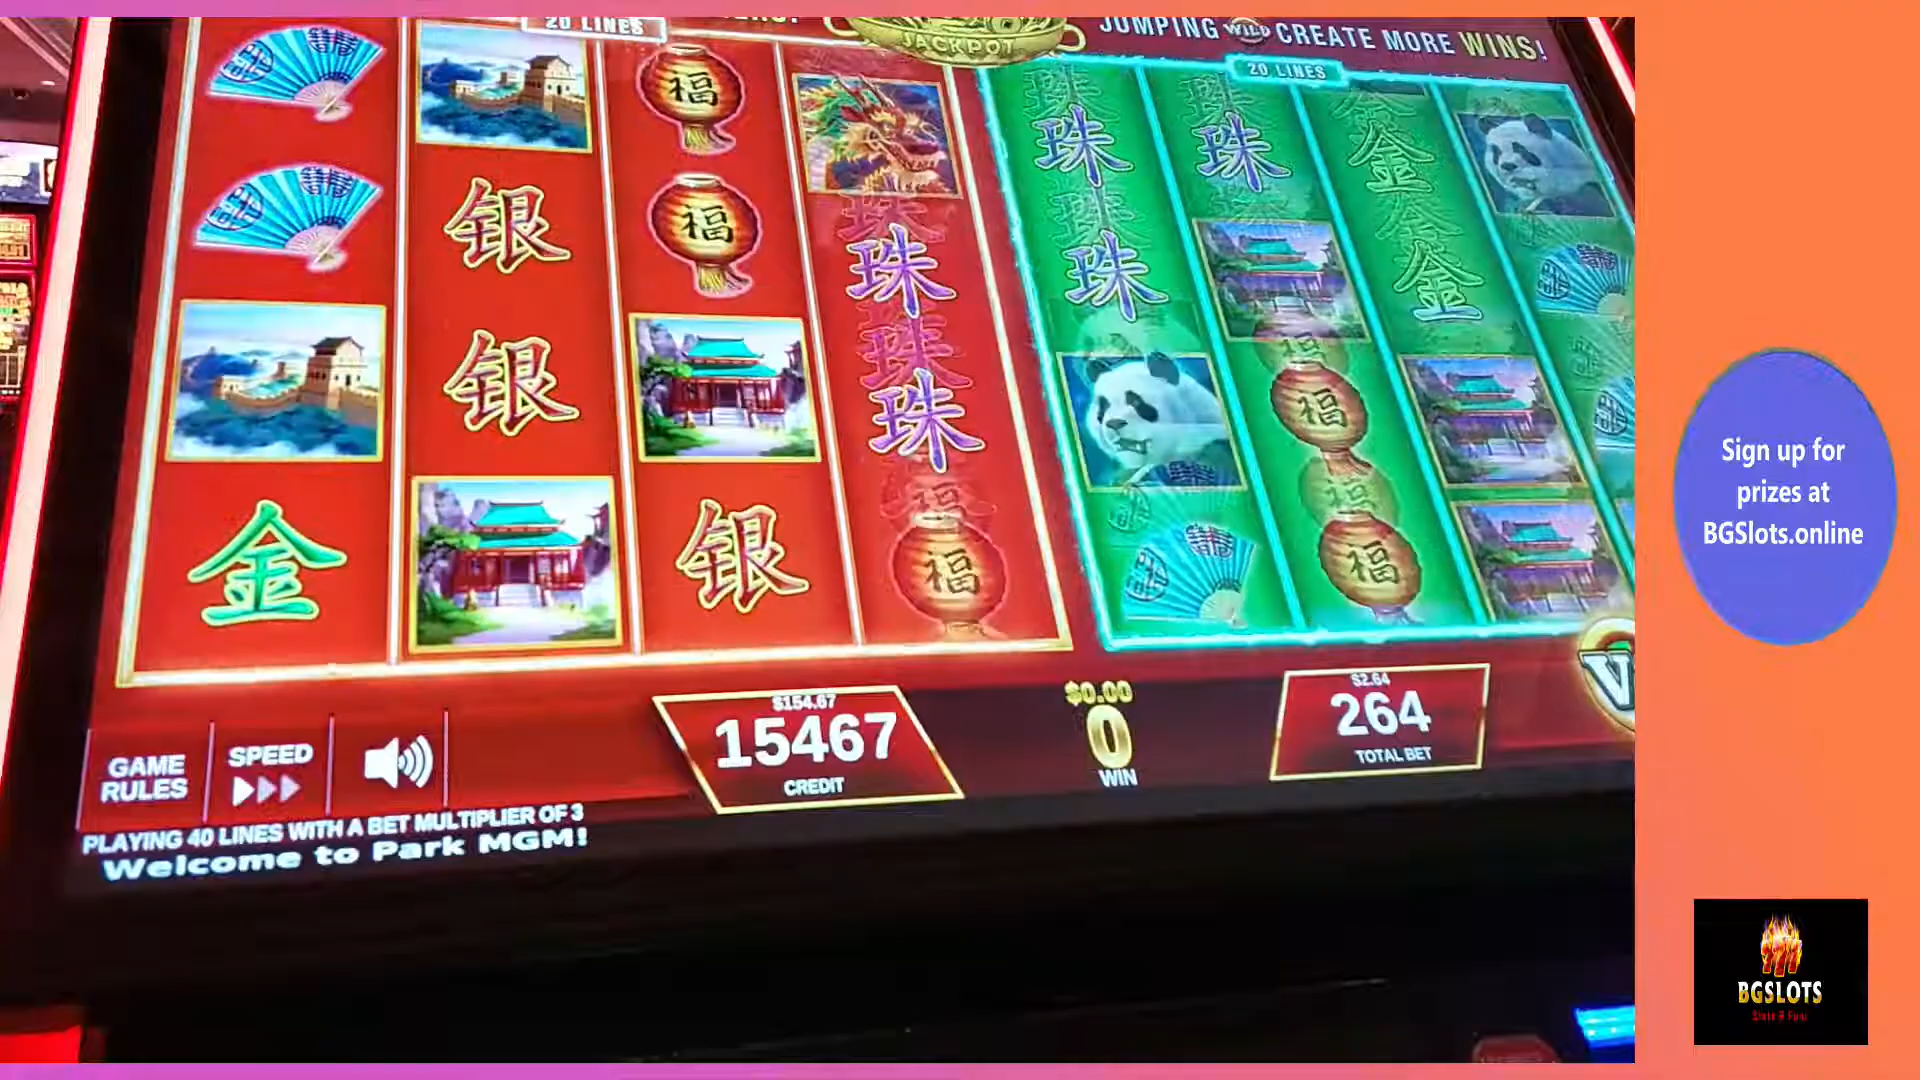 20 LINES
JACKPOT
JUMPING WILD CREATE MORE WINS!
20 LINES
福
珠
珠
金
银
福
珠
珠
珠
金
银
珠
福
福
金
银
福
福
$154.67
15467
CREDIT
$0.00
0
WIN
$2.64
264
TOTAL BET
GAME
RULES
SPEED
PLAYING 40 LINES WITH A BET MULTIPLIER OF 3
Welcome to Park MGM!
Sign up for
prizes at
BGSlots.online
BGSLOTS